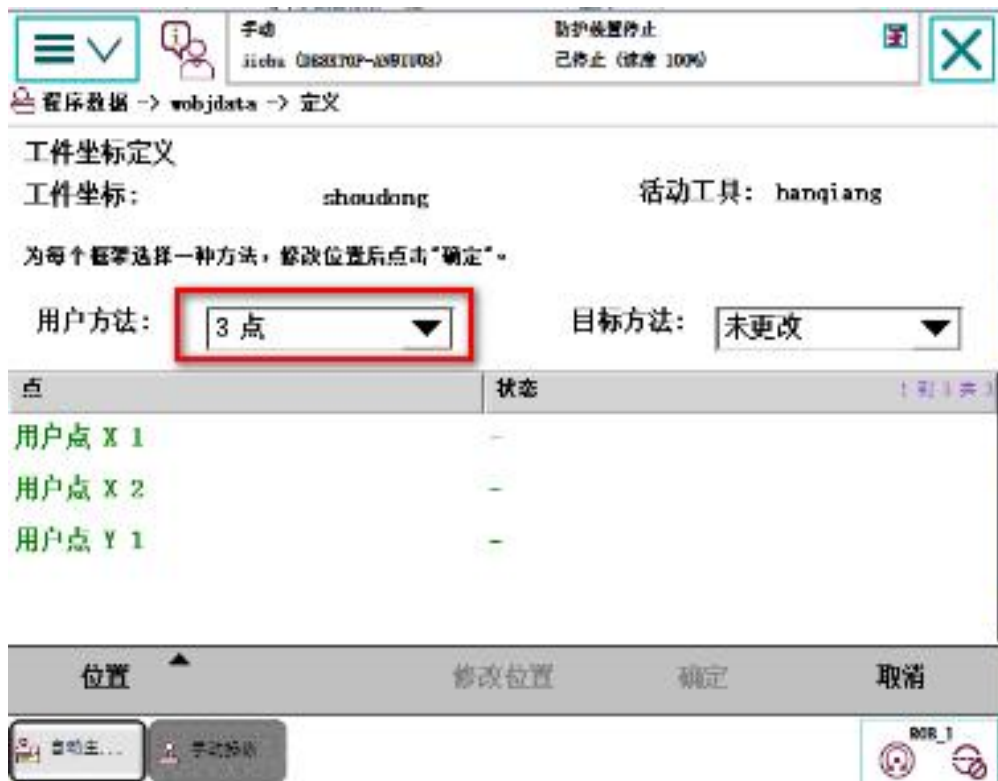 手动
防护装置停止
已停止 (速度 100%)
程序数据 -> wobjdata -> 定义
工件坐标定义
工件坐标: shoudong 活动工具: hanqiang
为每个框架选择一种方法，修改位置后点击“确定”。
用户方法: 3 点 目标方法: 未更改
点 状态
用户点 X 1 -
用户点 X 2 -
用户点 Y 1 -
位置 修改位置 确定 取消
手动操纵
ROB_1